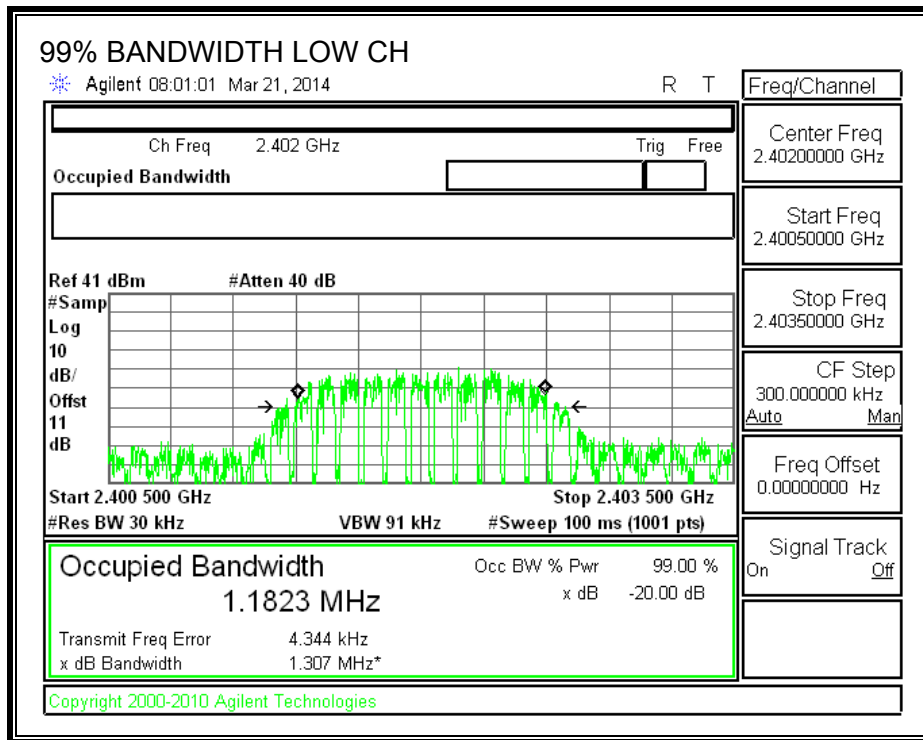 99% BANDWIDTH LOW CH
Agilent 08:01:01 Mar 21, 2014 R T
Freq/Channel
Ch Freq 2.402 GHz Trig Free
Occupied Bandwidth
Center Freq
2.40200000 GHz
Start Freq
2.40050000 GHz
Stop Freq
2.40350000 GHz
CF Step
300.000000 kHz
Auto Man
Freq Offset
0.00000000 Hz
Signal Track
On Off
Ref 41 dBm #Atten 40 dB
#Samp
Log
10
dB/
Offst
11
dB
Start 2.400 500 GHz Stop 2.403 500 GHz
#Res BW 30 kHz VBW 91 kHz #Sweep 100 ms (1001 pts)
Occupied Bandwidth
1.1823 MHz
Occ BW % Pwr 99.00 %
x dB -20.00 dB
Transmit Freq Error 4.344 kHz
x dB Bandwidth 1.307 MHz*
Copyright 2000-2010 Agilent Technologies